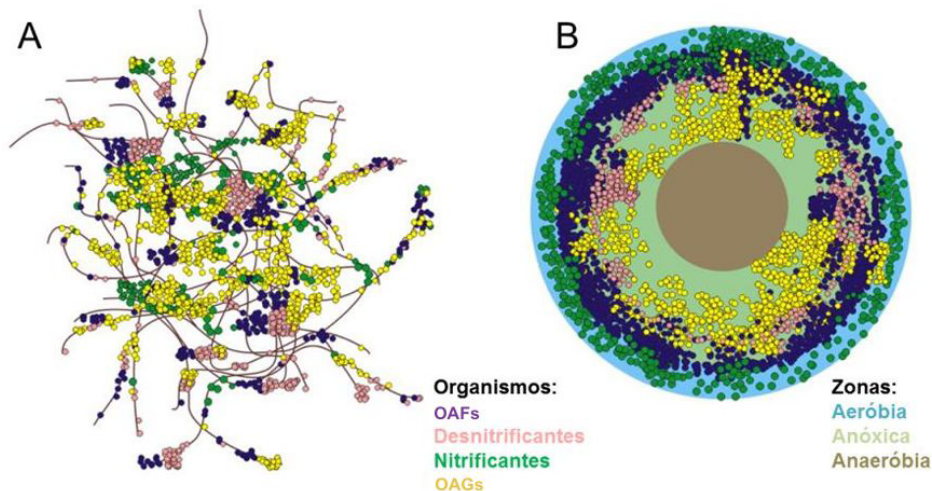 A
B
Organismos:
OAFs
Desnitrificantes
Nitrificantes
OAGs
Zonas:
Aeróbia
Anóxica
Anaeróbia